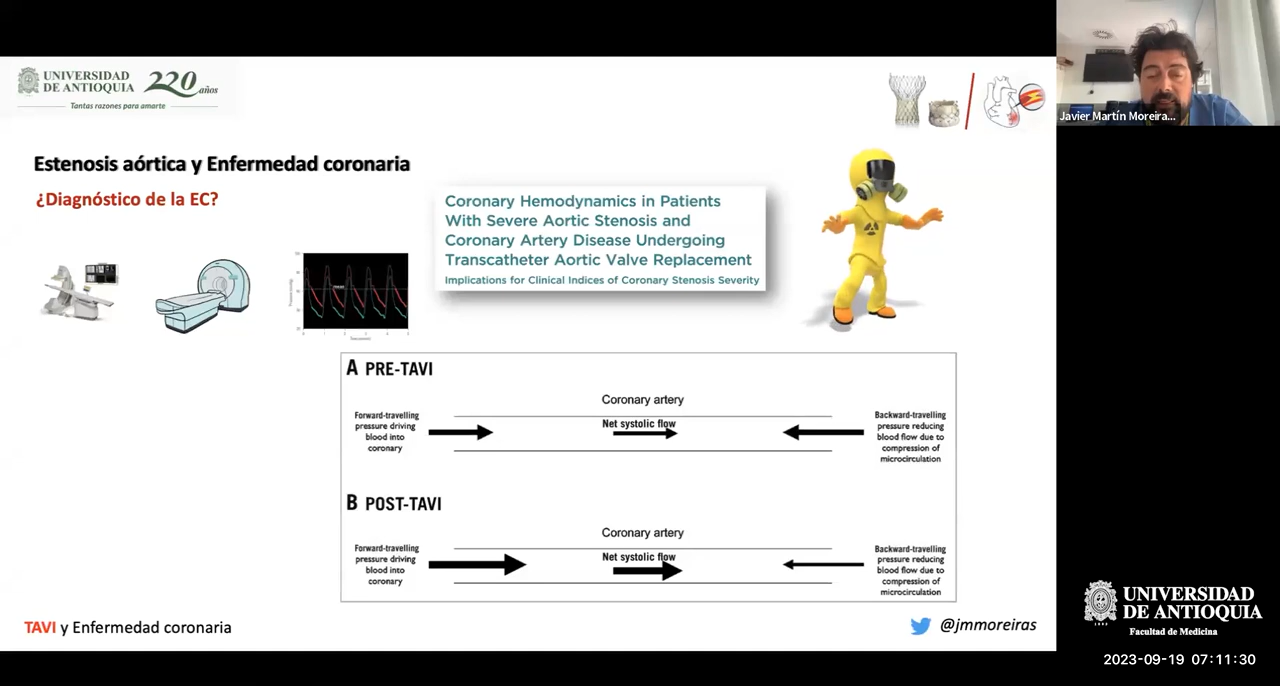 UNIVERSIDAD
DE ANTIOQUIA
220 años
Tantas razones para amarte
Javier Martín Moreira...
Estenosis aórtica y Enfermedad coronaria
¿Diagnóstico de la EC?
Coronary Hemodynamics in Patients
With Severe Aortic Stenosis and
Coronary Artery Disease Undergoing
Transcatheter Aortic Valve Replacement
Implications for Clinical Indices of Coronary Stenosis Severity
A PRE-TAVI
Coronary artery
Forward-travelling
pressure driving
blood into
coronary
Net systolic flow
Backward-travelling
pressure reducing
blood flow due to
compression of
microcirculation
B POST-TAVI
Coronary artery
Forward-travelling
pressure driving
blood into
coronary
Net systolic flow
Backward-travelling
pressure reducing
blood flow due to
compression of
microcirculation
TAVI y Enfermedad coronaria
@jmmoreiras
UNIVERSIDAD
DE ANTIOQUIA
1803
Facultad de Medicina
2023-09-19 07:11:30